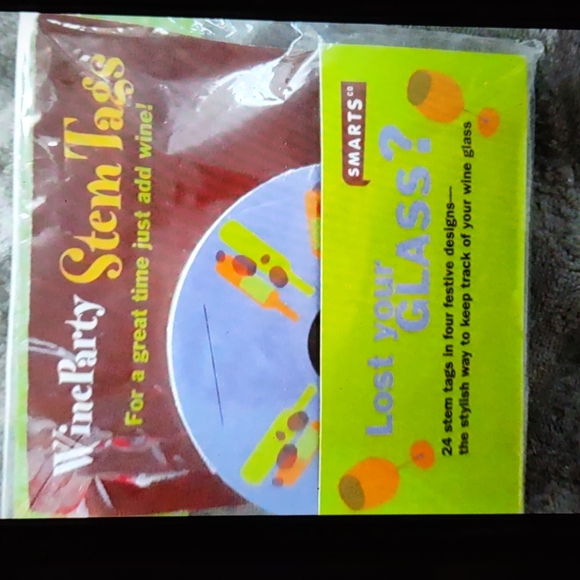 WineParty Stem Tags
For a great time just add wine!
SMARTS CO
Lost your
GLASS?
24 stem tags in four festive designs—
the stylish way to keep track of your wine glass